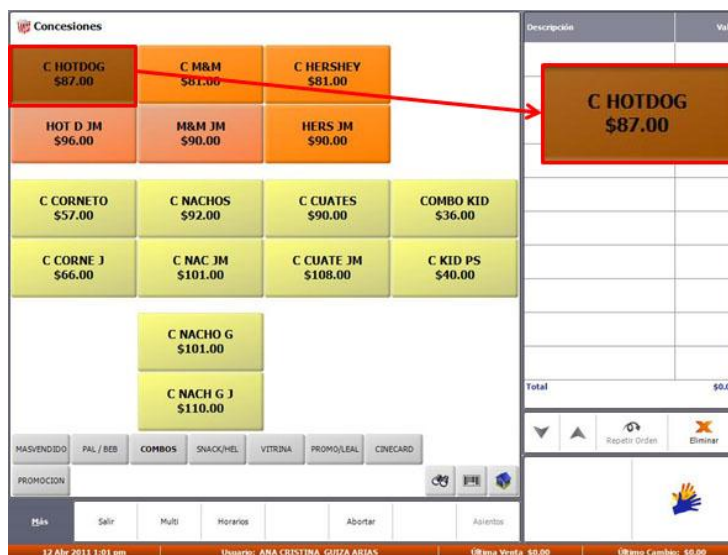 Concesiones
Descripción Val
C HOTDOG
$87.00
C M&M
$81.00
C HERSHEY
$81.00
C HOTDOG
$87.00
HOT D JM
$96.00
M&M JM
$90.00
HERS JM
$90.00
C CORNETO
$57.00
C NACHOS
$92.00
C CUATES
$90.00
COMBO KID
$36.00
C CORNE J
$66.00
C NAC JM
$101.00
C CUATE JM
$108.00
C KID PS
$40.00
C NACHO G
$101.00
C NACH G J
$110.00
Total $0.0
MASVENDIDO PAL / BEB COMBOS SNACK/HEL VITRINA PROMO/LEAL CINECARD
PROMOCION
Repetir Orden
Eliminar
Más Salir Multi Horarios Abortar Asientos
12 Abr 2011 1:01 pm Usuario: ANA CRISTINA GUIZA ARIAS Última Venta $0.00 Último Cambio: $0.00